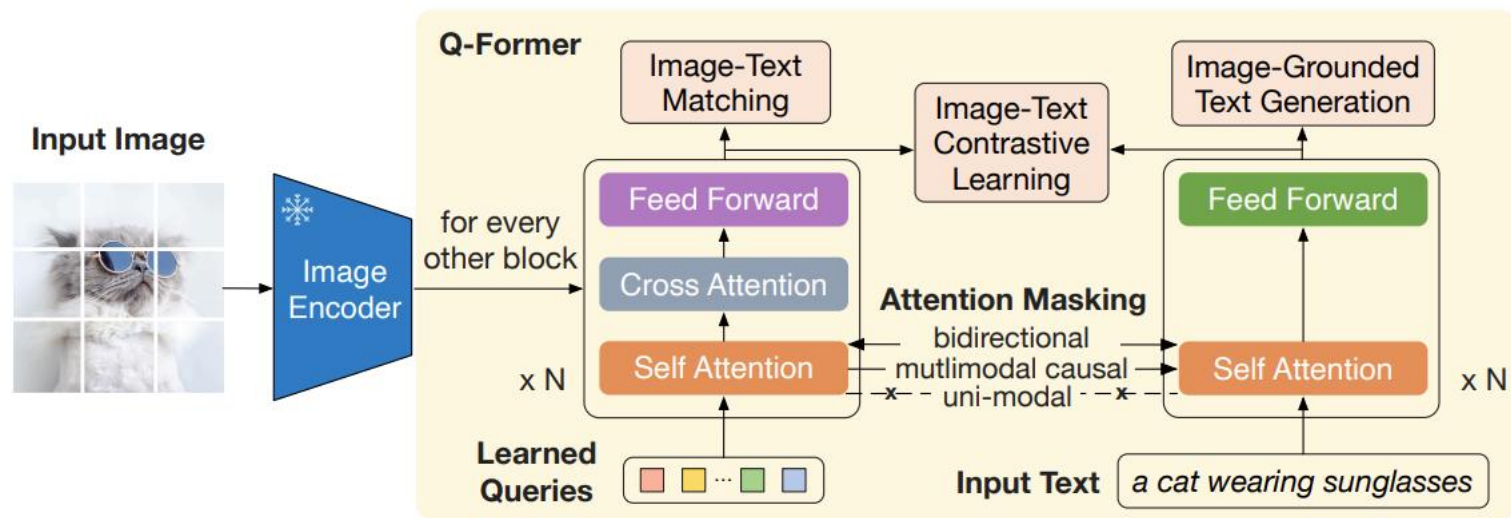 Q-Former
Image-Text
Matching
Image-Grounded
Text Generation
Image-Text
Contrastive
Learning
Input Image
Feed Forward
Feed Forward
for every
other block
Image
Encoder
Cross Attention
Attention Masking
bidirectional
Self Attention
mutlimodal causal
Self Attention
x N
uni-modal
x N
x
x
Learned
Queries
...
Input Text
a cat wearing sunglasses